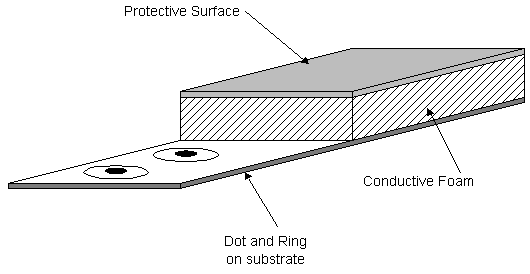 Protective Surface
Conductive Foam
Dot and Ring
on substrate